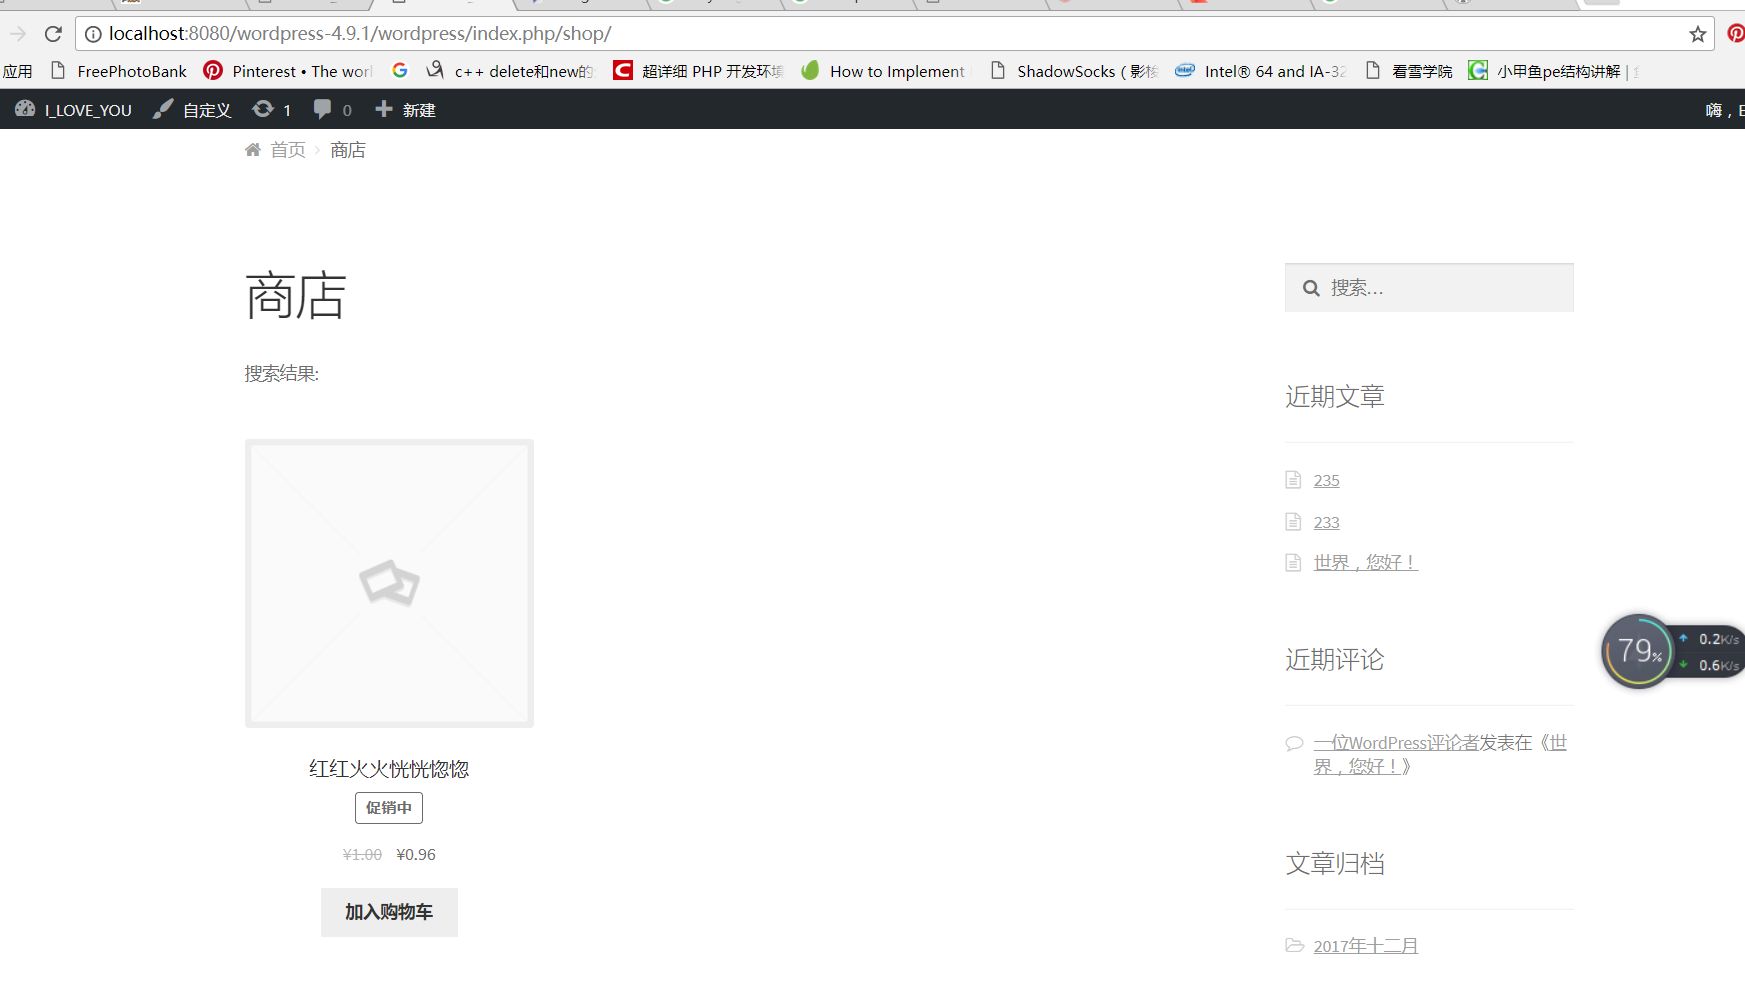 localhost:8080/wordpress-4.9.1/wordpress/index.php/shop/
应用 FreePhotoBank Pinterest • The worl c++ delete和new的 超详细 PHP 开发环境 How to Implement ShadowSocks ( 影梭 Intel® 64 and IA-32 看雪学院 小甲鱼pe结构讲解 |
I_LOVE_YOU 自定义 1 0 新建 嗨，E
首页 › 商店
商店
搜索...
搜索结果:
近期文章
235
233
世界，您好！
79% 0.2K/s
0.6K/s
近期评论
一位WordPress评论者发表在《世
界，您好！》
红红火火恍恍惚惚
促销中
¥1.00 ¥0.96
加入购物车
文章归档
2017年十二月